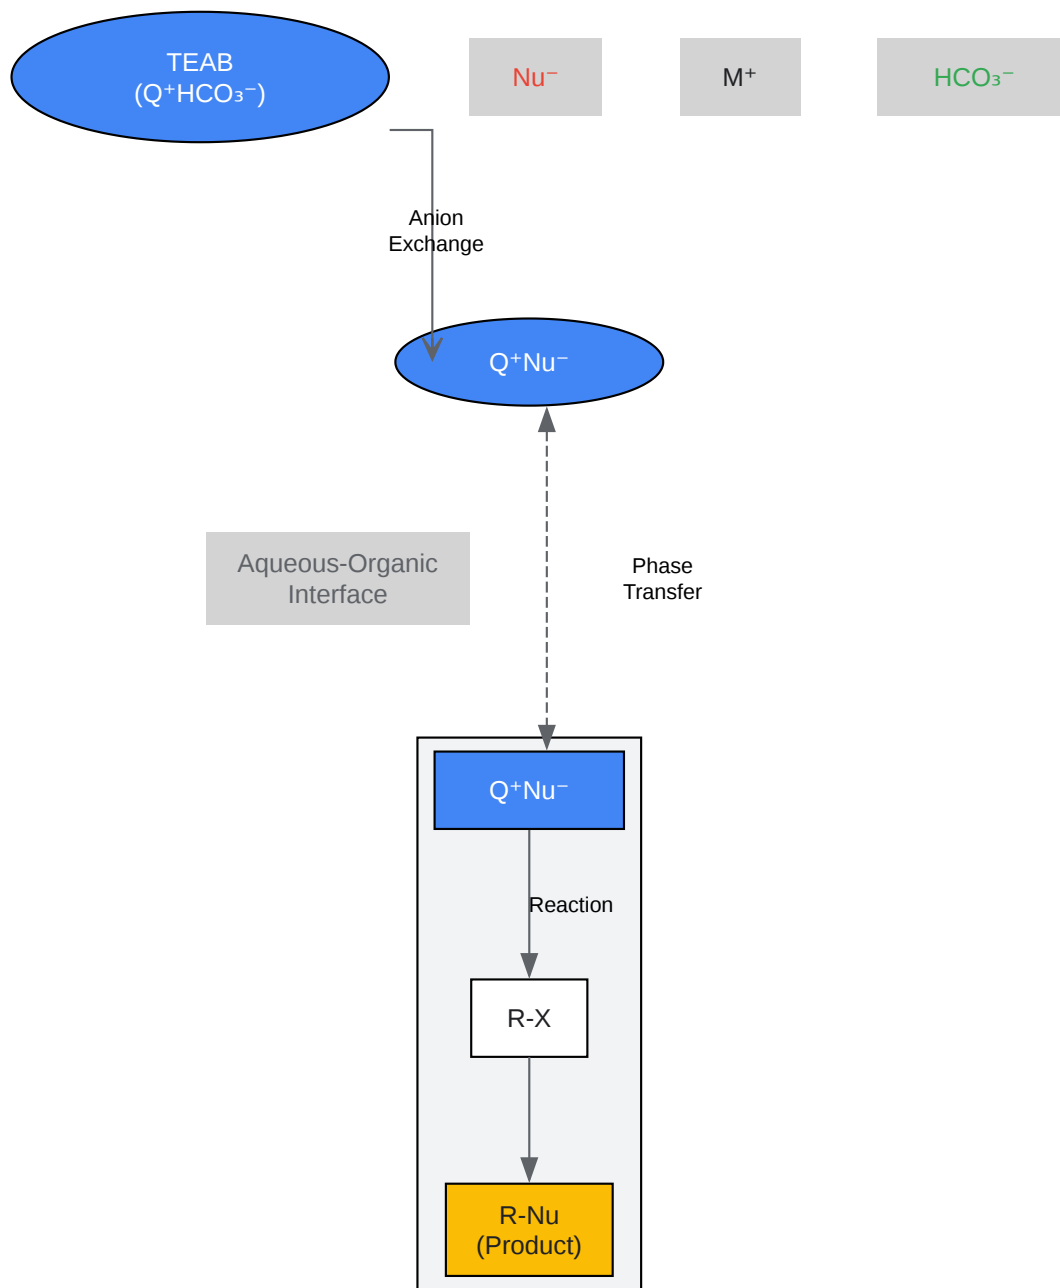 TEAB
(Q⁺HCO₃⁻)
Nu⁻
M⁺
HCO₃⁻
Anion
Exchange
Q⁺Nu⁻
Aqueous-Organic
Interface
Phase
Transfer
Q⁺Nu⁻
Reaction
R-X
R-Nu
(Product)